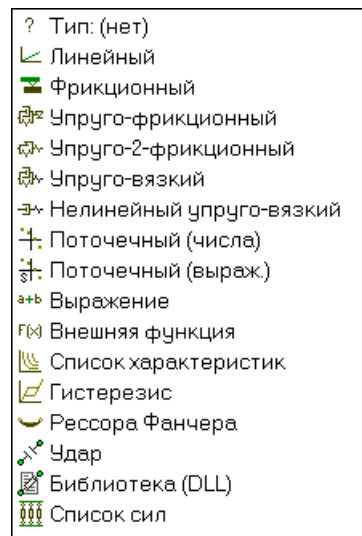 ? Тип: (нет)
Линейный
Фрикционный
Упруго-фрикционный
Упруго-2-фрикционный
Упруго-вязкий
Нелинейный упруго-вязкий
Поточечный (числа)
Поточечный (выраж.)
a+b Выражение
F(x) Внешняя функция
Список характеристик
Гистерезис
Рессора Фанчера
Удар
Библиотека (DLL)
Список сил